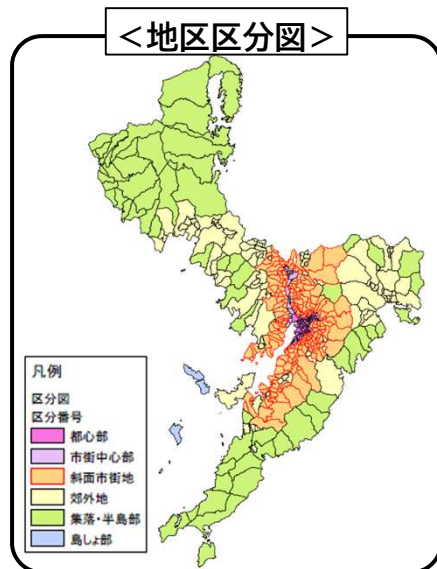 ＜地区区分図＞
凡例
区分図
区分番号
都心部
市街中心部
斜面市街地
郊外地
集落・半島部
島しょ部